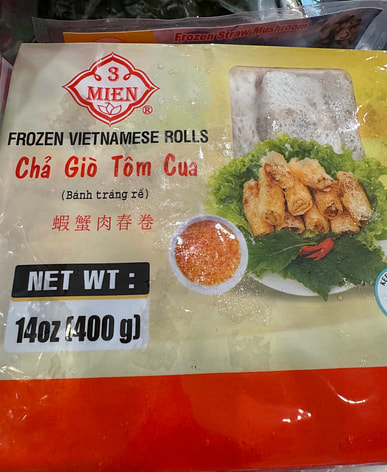 Frozen Straw Mushroom
3
MIEN
®
FROZEN VIETNAMESE ROLLS
Chả Giò Tôm Cua
(Bánh tráng rế)
蝦蟹肉春卷
NET WT :
14oz (400 g)